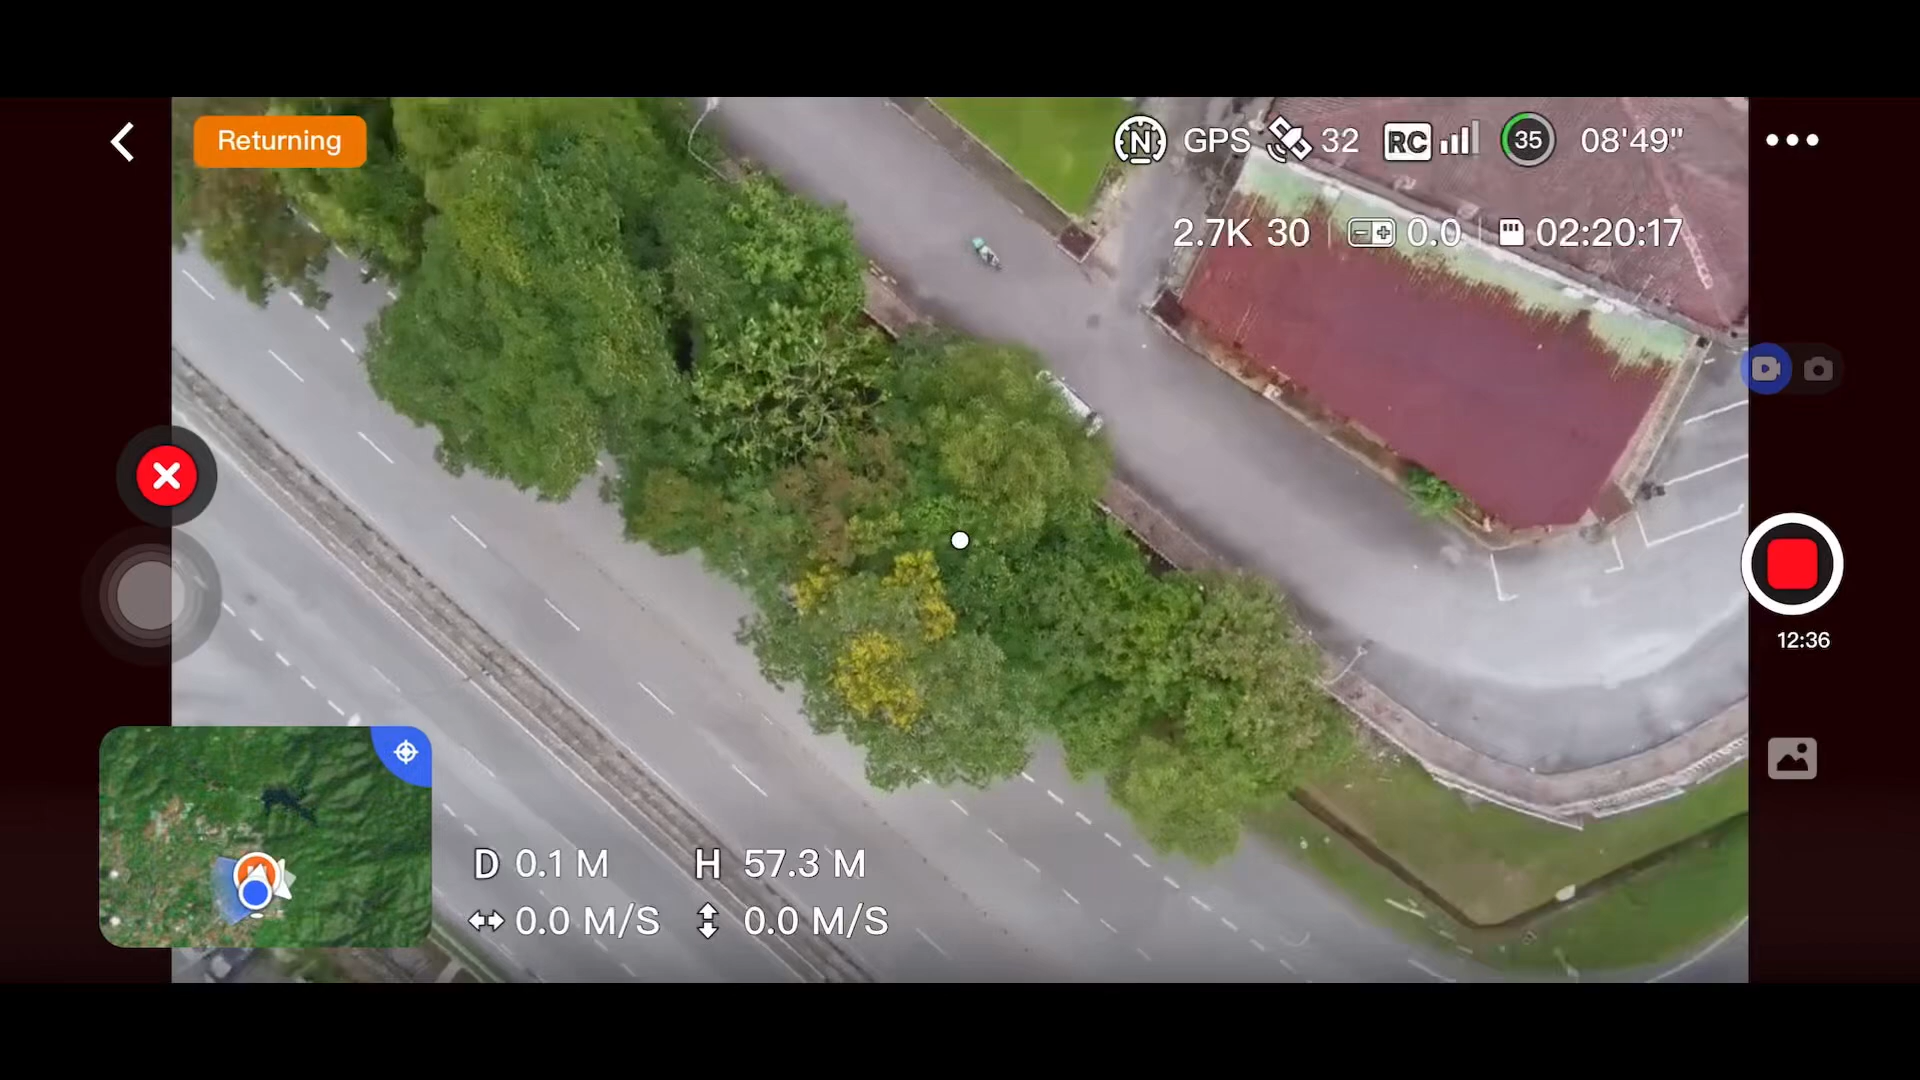 Returning
N GPS 32 RC 35 08'49"
2.7K 30 0.0 02:20:17
12:36
D 0.1 M H 57.3 M
0.0 M/S 0.0 M/S